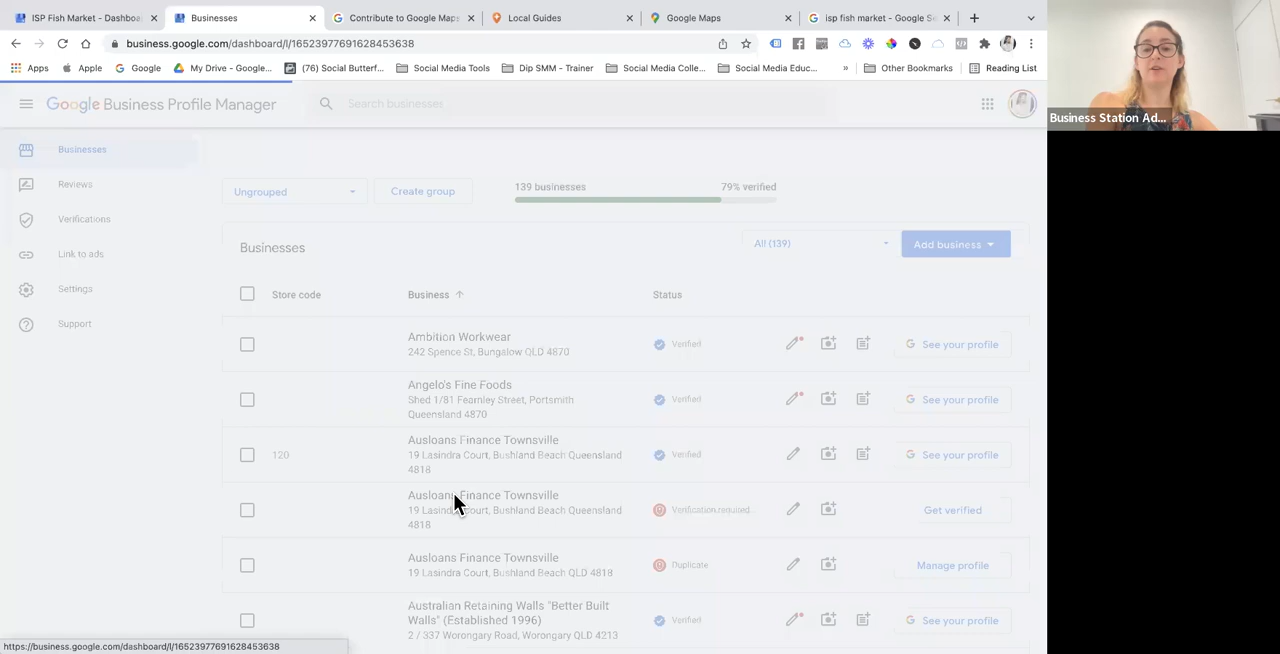 ISP Fish Market - Dashboa
Businesses
Contribute to Google Maps
Local Guides
Google Maps
isp fish market - Google Se
business.google.com/dashboard/l/16523977691628453638
Apps
Apple
Google
My Drive - Google...
(76) Social Butterf...
Social Media Tools
Dip SMM - Trainer
Social Media Colle...
Social Media Educ...
»
Other Bookmarks
Reading List
Google Business Profile Manager
Search businesses
Business Station Ad...
Businesses
Reviews
Verifications
Link to ads
Settings
Support
Ungrouped
Create group
139 businesses
79% verified
Businesses
All (139)
Add business
Store code
Business
Status
Ambition Workwear
242 Spence St, Bungalow QLD 4870
Verified
See your profile
Angelo's Fine Foods
Shed 1/81 Fearnley Street, Portsmith
Queensland 4870
Verified
See your profile
120
Ausloans Finance Townsville
19 Lasindra Court, Bushland Beach Queensland
4818
Verified
See your profile
Ausloans Finance Townsville
19 Lasindra Court, Bushland Beach Queensland
4818
Verification required...
Get verified
Ausloans Finance Townsville
19 Lasindra Court, Bushland Beach QLD 4818
Duplicate
Manage profile
Australian Retaining Walls "Better Built
Walls" (Established 1996)
2 / 337 Worongary Road, Worongary QLD 4213
Verified
See your profile
https://business.google.com/dashboard/l/16523977691628453638